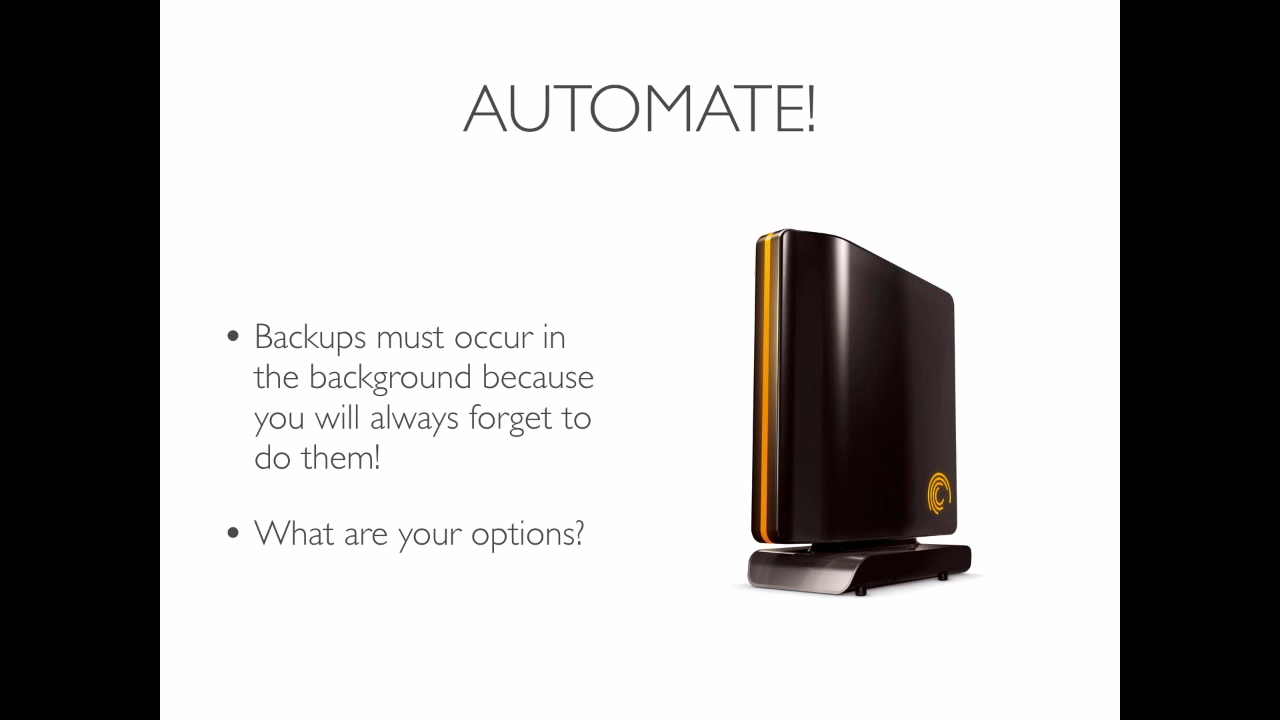 AUTOMATE!
• Backups must occur in
the background because
you will always forget to
do them!
• What are your options?